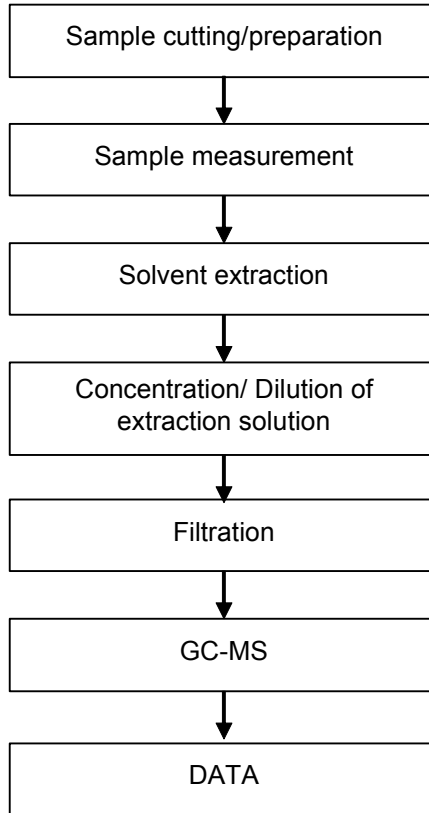 Sample cutting/preparation
Sample measurement
Solvent extraction
Concentration/ Dilution of
extraction solution
Filtration
GC-MS
DATA